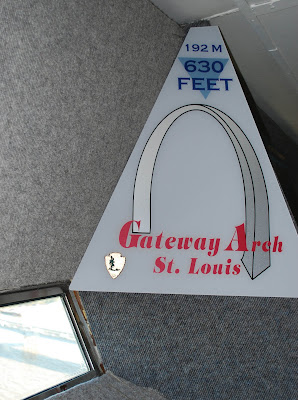 192 M
630
FEET
Gateway Arch
St. Louis